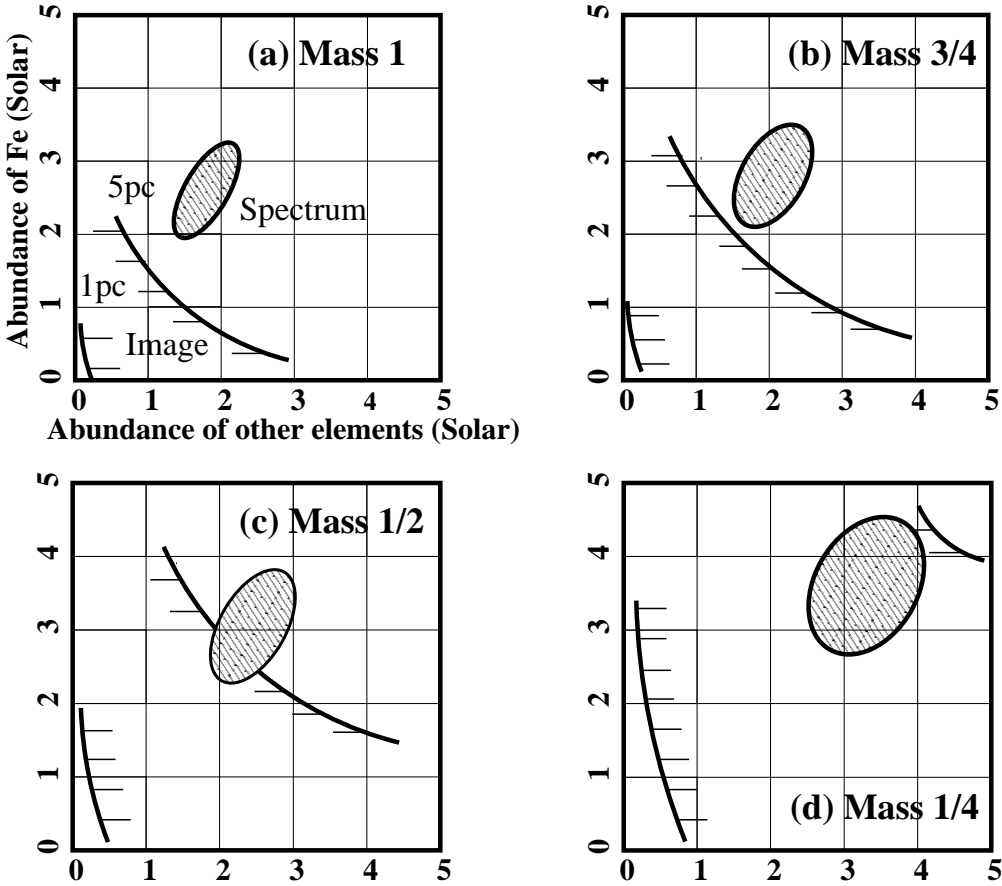 (a) Mass 1
Abundance of Fe (Solar)
5
4
3
2
1
0
5pc
Spectrum
1pc
Image
0 1 2 3 4 5
Abundance of other elements (Solar)
(b) Mass 3/4
5
4
3
2
1
0
0 1 2 3 4 5
(c) Mass 1/2
5
4
3
2
1
0
0 1 2 3 4 5
5
4
3
2
1
0
(d) Mass 1/4
0 1 2 3 4 5